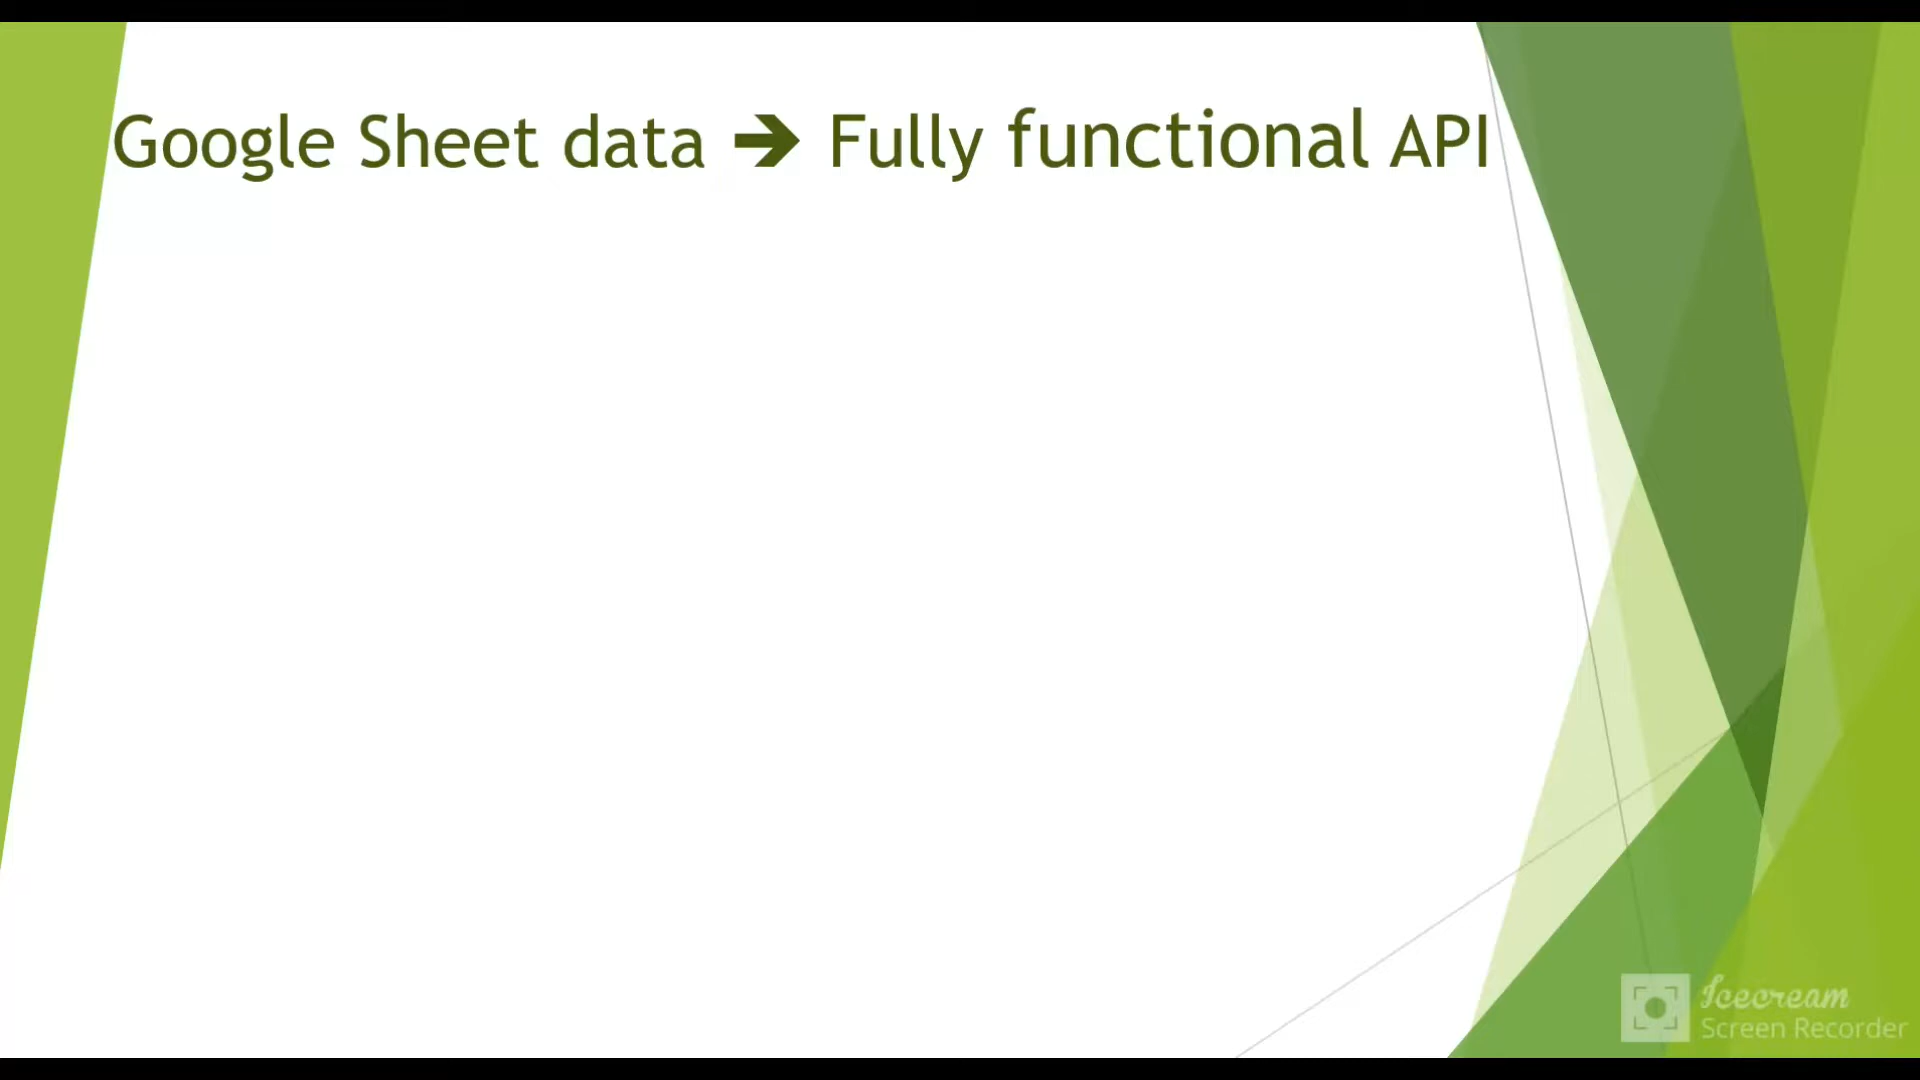 Google Sheet data ➔ Fully functional API
Icecream
Screen Recorder